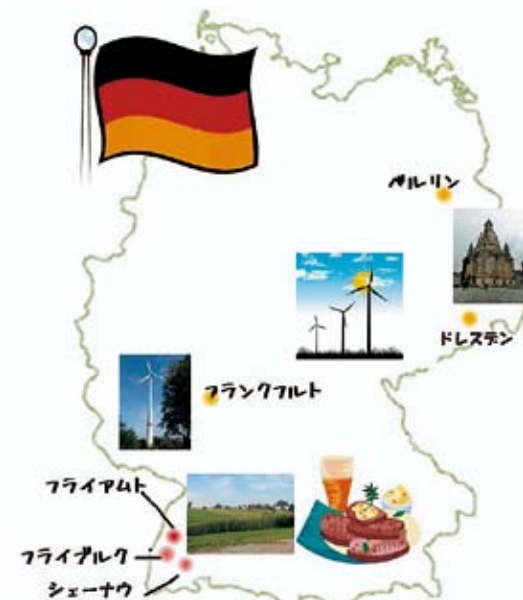 ベルリン
ドレスデン
フランクフルト
フライアムト
フライブルク
シェーナウ